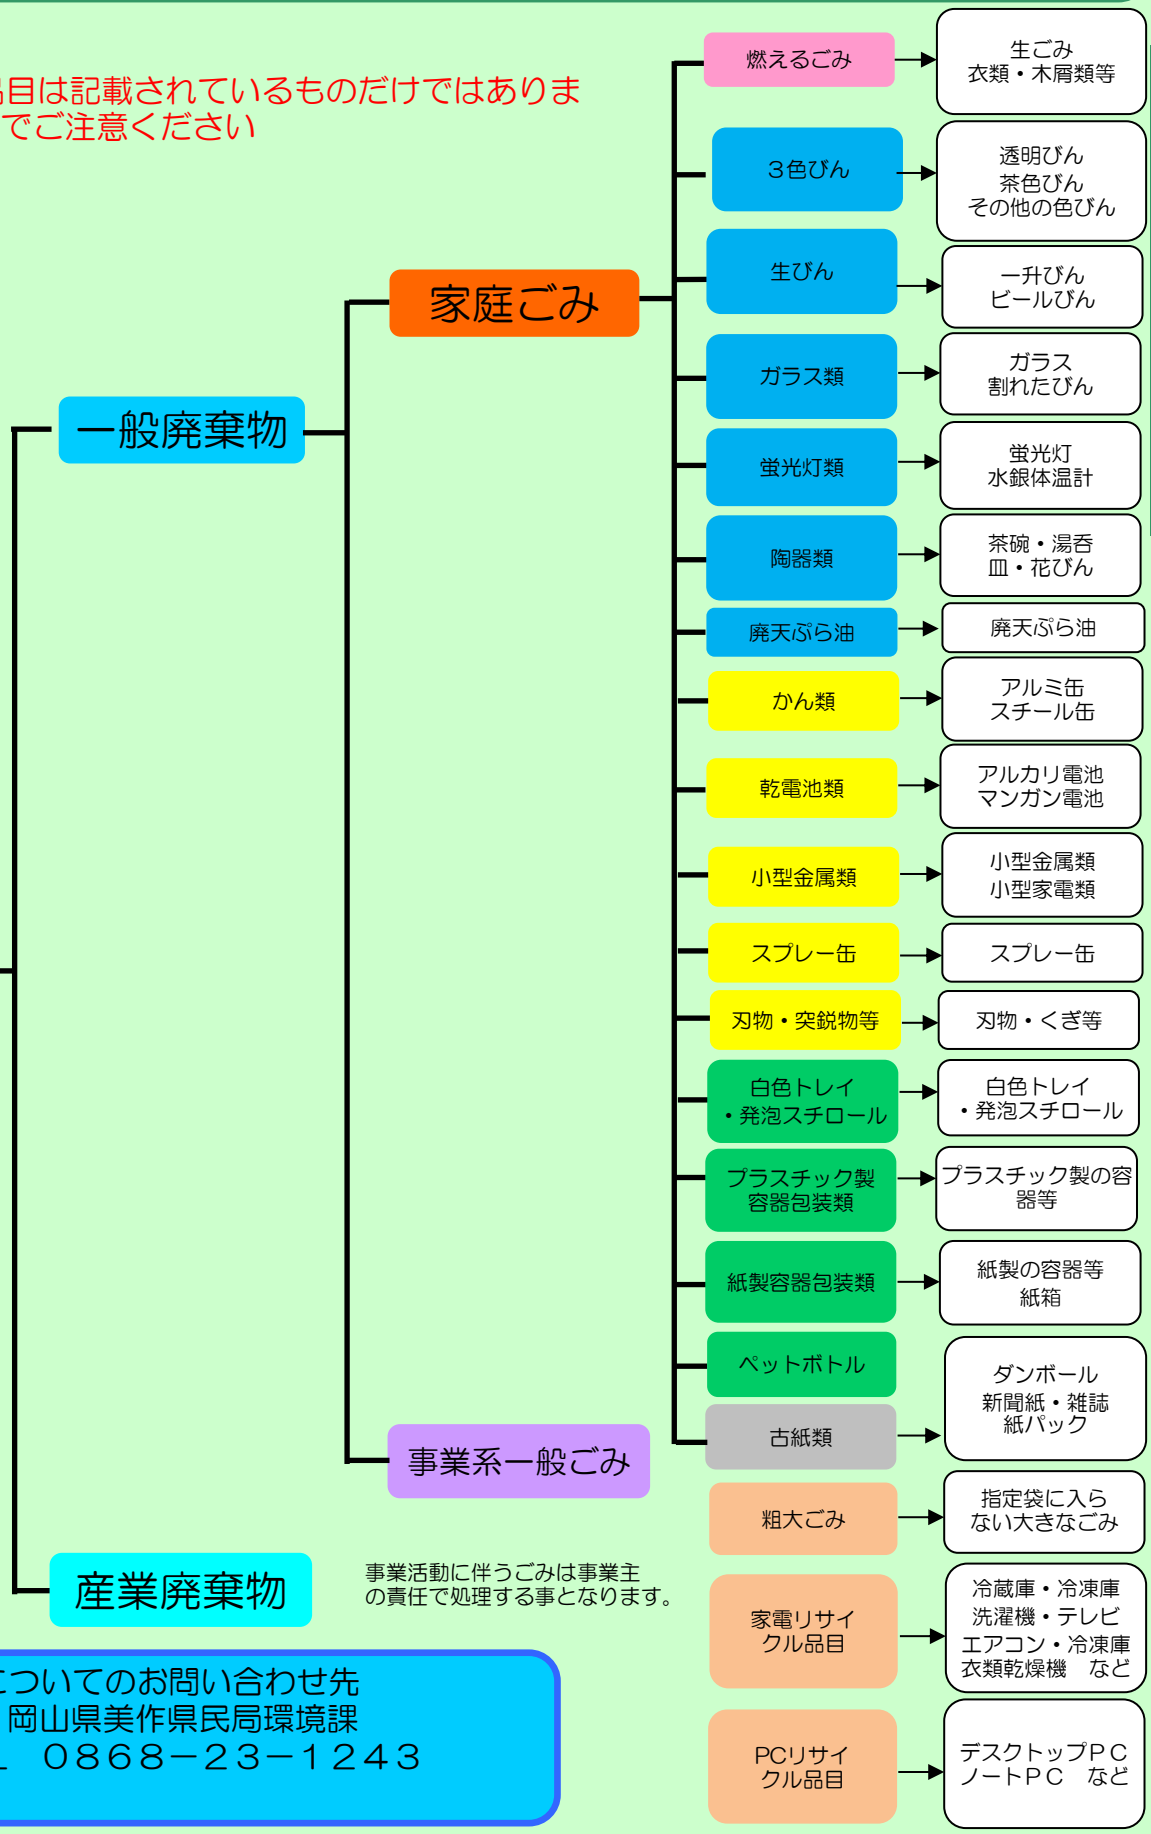 品目は記載されているものだけではありま
でご注意ください
一般廃棄物
産業廃棄物
家庭ごみ
事業系一般ごみ
事業活動に伴うごみは事業主
の責任で処理する事となります。
燃えるごみ
生ごみ
衣類・木屑類等
３色びん
透明びん
茶色びん
その他の色びん
生びん
一升びん
ビールびん
ガラス類
ガラス
割れたびん
蛍光灯類
蛍光灯
水銀体温計
陶器類
茶碗・湯呑
皿・花びん
廃天ぷら油
廃天ぷら油
かん類
アルミ缶
スチール缶
乾電池類
アルカリ電池
マンガン電池
小型金属類
小型金属類
小型家電類
スプレー缶
スプレー缶
刃物・突鋭物等
刃物・くぎ等
白色トレイ
・発泡スチロール
白色トレイ
・発泡スチロール
プラスチック製
容器包装類
プラスチック製の容
器等
紙製容器包装類
紙製の容器等
紙箱
ペットボトル
古紙類
ダンボール
新聞紙・雑誌
紙パック
粗大ごみ
指定袋に入ら
ない大きなごみ
家電リサイ
クル品目
冷蔵庫・冷凍庫
洗濯機・テレビ
エアコン・冷凍庫
衣類乾燥機　など
PCリサイ
クル品目
デスクトップＰＣ
ノートＰＣ　など
についてのお問い合わせ先
岡山県美作県民局環境課
０８６８－２３－１２４３